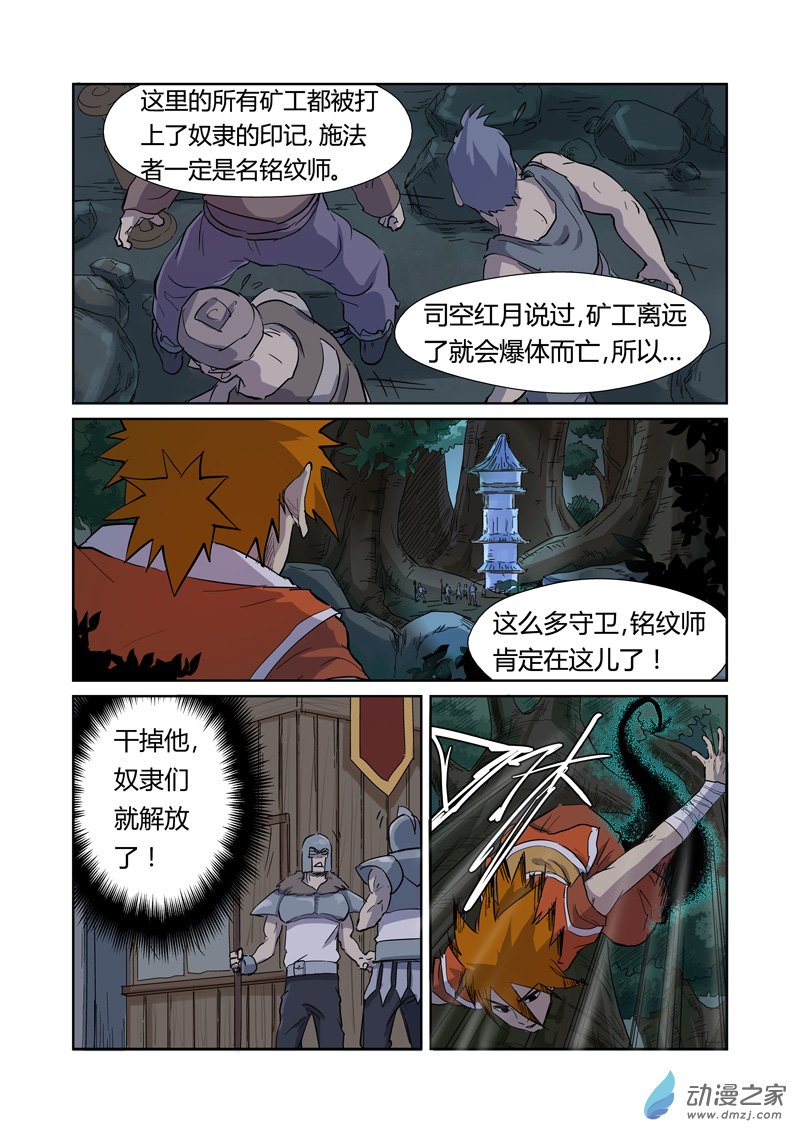 这里的所有矿工都被打
上了奴隶的印记,施法
者一定是名铭纹师。
司空红月说过,矿工离远
了就会爆体而亡,所以...
这么多守卫,铭纹师
肯定在这儿了！
干掉他,
奴隶们
就解放
了！
动漫之家
www.dmzj.com